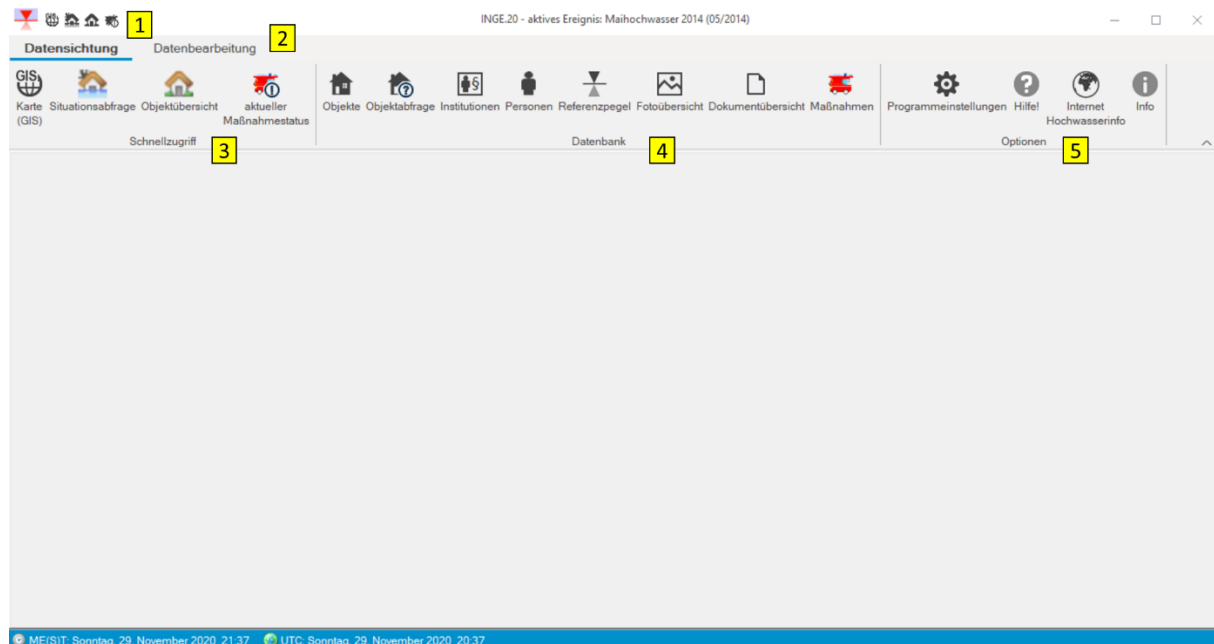 1
INGE.20 - aktives Ereignis: Maihochwasser 2014 (05/2014)
Datensichtung Datenbearbeitung 2
GIS
Karte (GIS)
Situationsabfrage
Objektübersicht
aktueller Maßnahmestatus
Objekte
Objektabfrage
§
Institutionen
Personen
Referenzpegel
Fotoübersicht
Dokumentübersicht
Maßnahmen
Programmeinstellungen
Hilfe!
Internet Hochwasserinfo
Info
Schnellzugriff 3
Datenbank 4
Optionen 5
ME(S)T: Sonntag, 29. November 2020, 21:37 UTC: Sonntag, 29. November 2020, 20:37